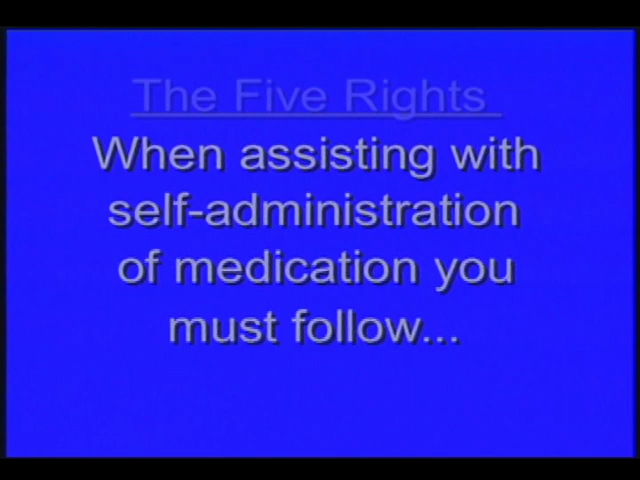 The Five Rights
When assisting with
self-administration
of medication you
must follow...